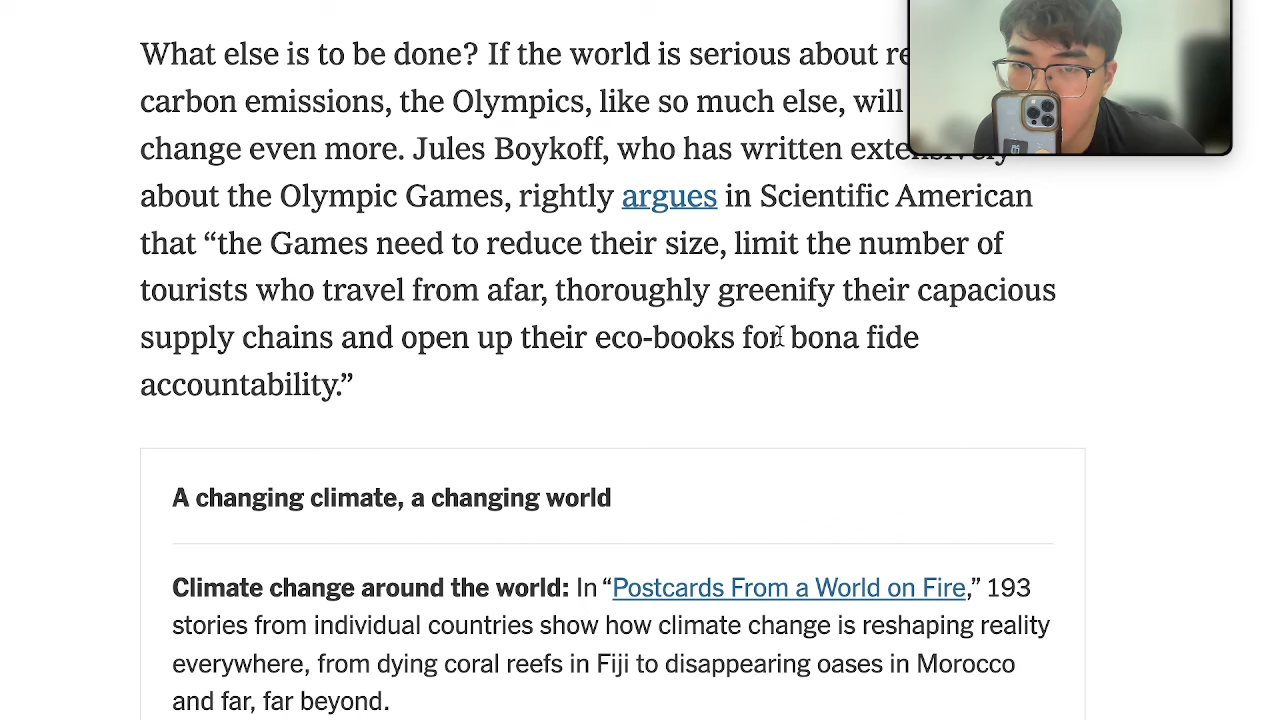 What else is to be done? If the world is serious about re
carbon emissions, the Olympics, like so much else, will
change even more. Jules Boykoff, who has written extensively
about the Olympic Games, rightly argues in Scientific American
that “the Games need to reduce their size, limit the number of
tourists who travel from afar, thoroughly greenify their capacious
supply chains and open up their eco-books for bona fide
accountability.”
A changing climate, a changing world
Climate change around the world: In “Postcards From a World on Fire,” 193
stories from individual countries show how climate change is reshaping reality
everywhere, from dying coral reefs in Fiji to disappearing oases in Morocco
and far, far beyond.